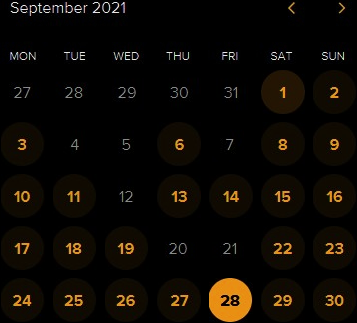 September 2021
MON TUE WED THU FRI SAT SUN
27 28 29 30 31 1 2
3 4 5 6 7 8 9
10 11 12 13 14 15 16
17 18 19 20 21 22 23
24 25 26 27 28 29 30